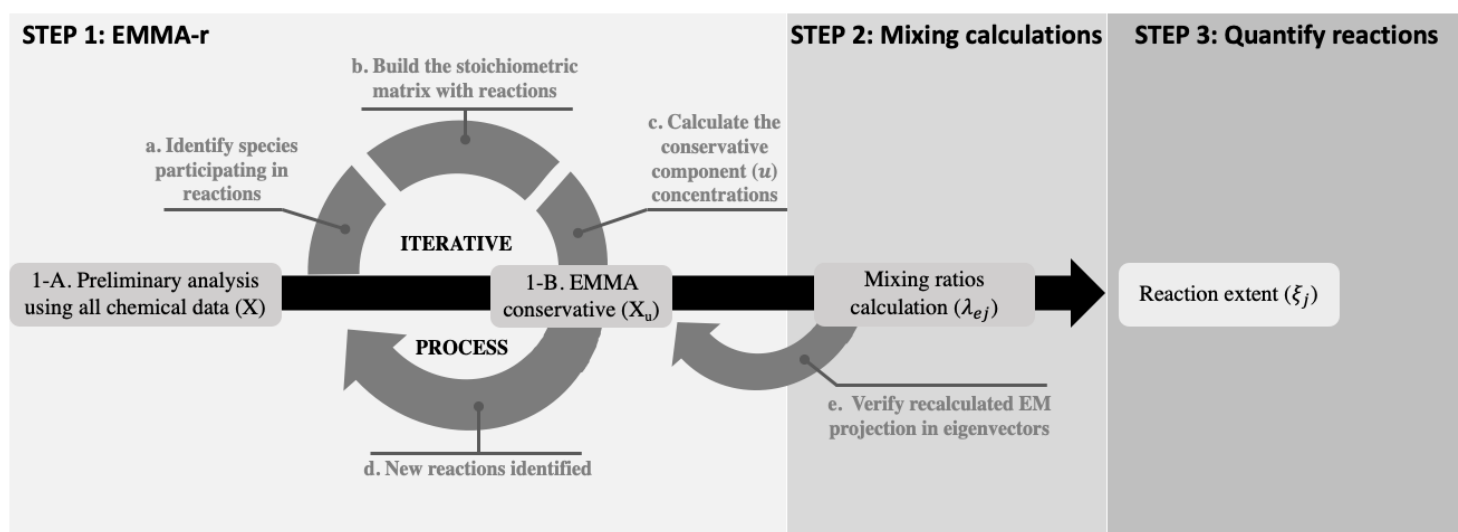 STEP 1: EMMA-r
STEP 2: Mixing calculations
STEP 3: Quantify reactions
b. Build the stoichiometric
matrix with reactions
a. Identify species
participating in
reactions
c. Calculate the
conservative
component (u)
concentrations
ITERATIVE
1-A. Preliminary analysis
using all chemical data (X)
1-B. EMMA
conservative (Xᵤ)
Mixing ratios
calculation (λₑⱼ)
Reaction extent (ξⱼ)
PROCESS
e. Verify recalculated EM
projection in eigenvectors
d. New reactions identified